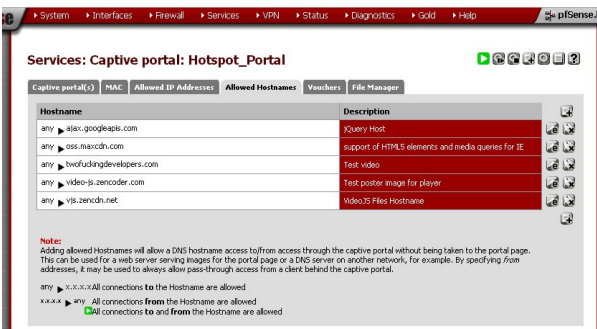 System Interfaces Firewall Services VPN Status Diagnostics Gold Help pfSense.
Services: Captive portal: Hotspot_Portal
Captive portal(s) MAC Allowed IP Addresses Allowed Hostnames Vouchers File Manager
Hostname Description
any ajax.googleapis.com jQuery Host
any oss.maxcdn.com support of HTML5 elements and media queries for IE
any twofuckingdevelopers.com Test video
any video-js.zencoder.com Test poster image for player
any vjs.zencdn.net VideoJS Files Hostname
Note:
Adding allowed Hostnames will allow a DNS hostname access to/from access through the captive portal without being taken to the portal page.
This can be used for a web server serving images for the portal page or a DNS server on another network, for example. By specifying from
addresses, it may be used to always allow pass-through access from a client behind the captive portal.
any x.x.x.x All connections to the Hostname are allowed
x.x.x.x any All connections from the Hostname are allowed
All connections to and from the Hostname are allowed